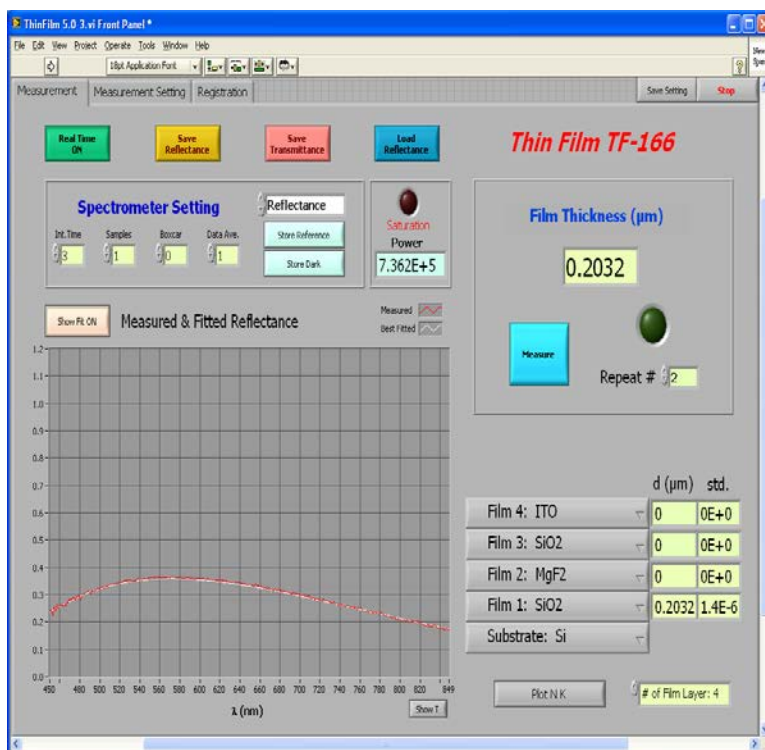 ThinFilm 5.0 3.vi Front Panel *
File Edit View Project Operate Tools Window Help
18pt Application Font
Measurement Measurement Setting Registration Save Setting Stop
Real Time ON
Save Reflectance
Save Transmittance
Load Reflectance
Thin Film TF-166
Spectrometer Setting
Reflectance
Int.Time Samples Boxcar Data Ave.
3 1 0 1
Store Reference
Store Dark
Saturation
Power
7.362E+5
Film Thickness (µm)
0.2032
Measure
Repeat # 2
Show Fit ON
Measured & Fitted Reflectance
Measured
Best Fitted
1.2
1.1
1.0
0.9
0.8
0.7
0.6
0.5
0.4
0.3
0.2
0.1
0.0
450 480 500 520 540 560 580 600 620 640 660 680 700 720 740 760 780 800 820 849
λ (nm)
Show T
d (µm) std.
Film 4: ITO 0 0E+0
Film 3: SiO2 0 0E+0
Film 2: MgF2 0 0E+0
Film 1: SiO2 0.2032 1.4E-6
Substrate: Si
Plot N K
# of Film Layer: 4